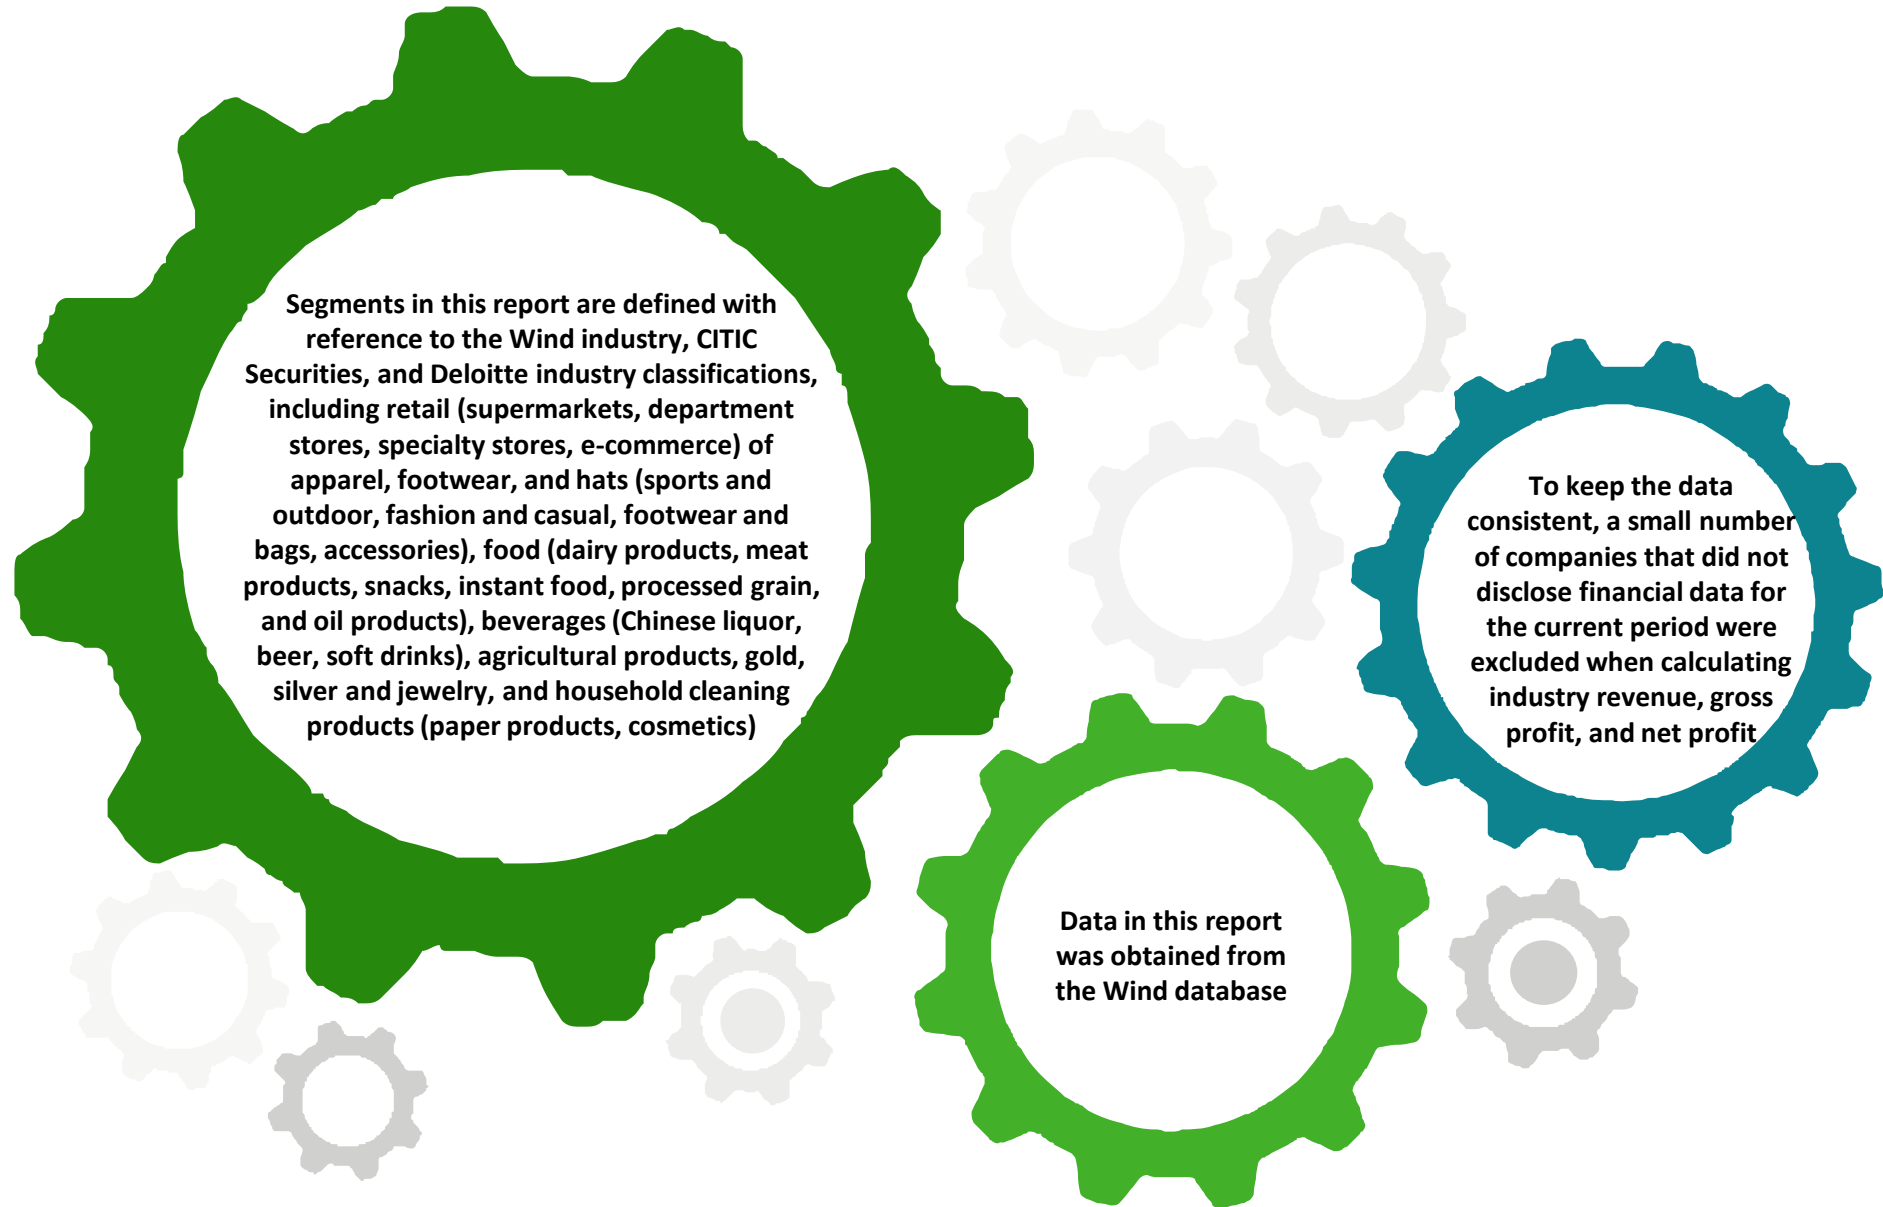 Segments in this report are defined with
reference to the Wind industry, CITIC
Securities, and Deloitte industry classifications,
including retail (supermarkets, department
stores, specialty stores, e-commerce) of
apparel, footwear, and hats (sports and
outdoor, fashion and casual, footwear and
bags, accessories), food (dairy products, meat
products, snacks, instant food, processed grain,
and oil products), beverages (Chinese liquor,
beer, soft drinks), agricultural products, gold,
silver and jewelry, and household cleaning
products (paper products, cosmetics)
To keep the data
consistent, a small number
of companies that did not
disclose financial data for
the current period were
excluded when calculating
industry revenue, gross
profit, and net profit
Data in this report
was obtained from
the Wind database